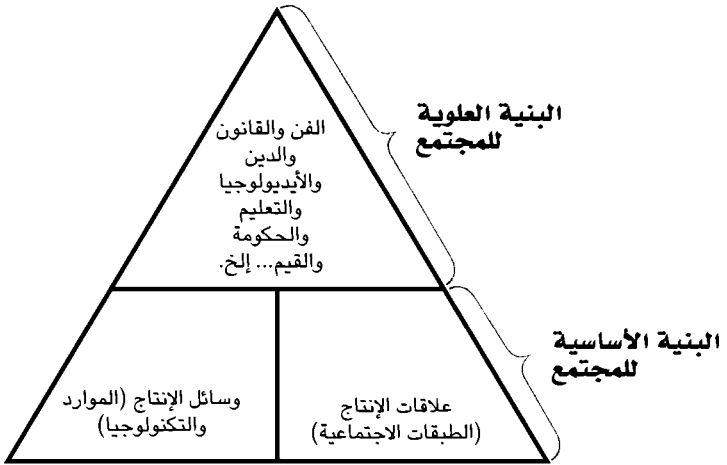 البنية العلوية
للمجتمع
الفن والقانون
والدين
والأيديولوجيا
والتعليم
والحكومة
والقيم... إلخ.
البنية الأساسية
للمجتمع
علاقات الإنتاج
(الطبقات الاجتماعية)
وسائل الإنتاج (الموارد
والتكنولوجيا)